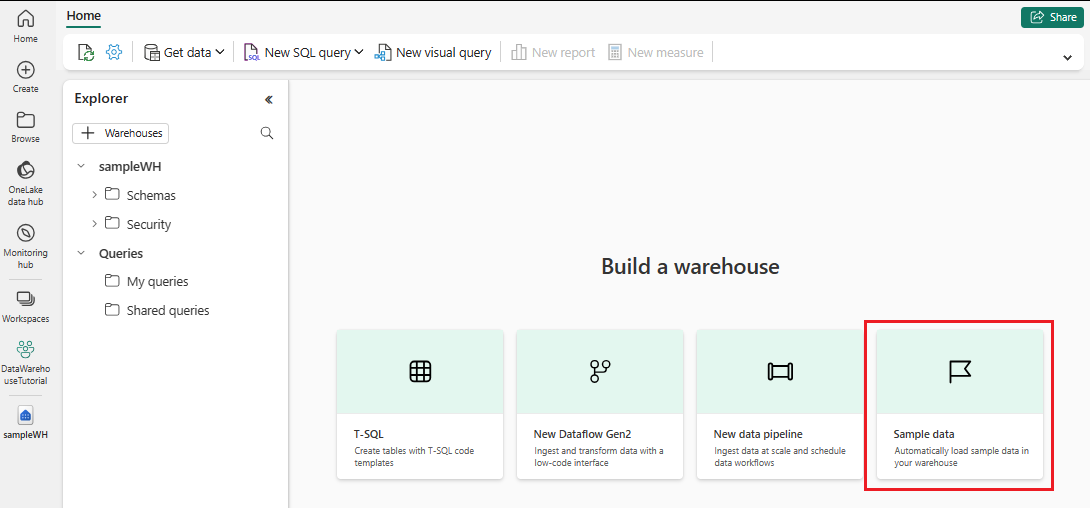 Home
Create
Browse
OneLake
data hub
Monitoring
hub
Workspaces
DataWareho
useTutorial
sampleWH
Home
Share
Get data
SQL
New SQL query
New visual query
New report
New measure
Explorer
Warehouses
sampleWH
Schemas
Security
Queries
My queries
Shared queries
Build a warehouse
T-SQL
Create tables with T-SQL code
templates
New Dataflow Gen2
Ingest and transform data with a
low-code interface
New data pipeline
Ingest data at scale and schedule
data workflows
Sample data
Automatically load sample data in
your warehouse